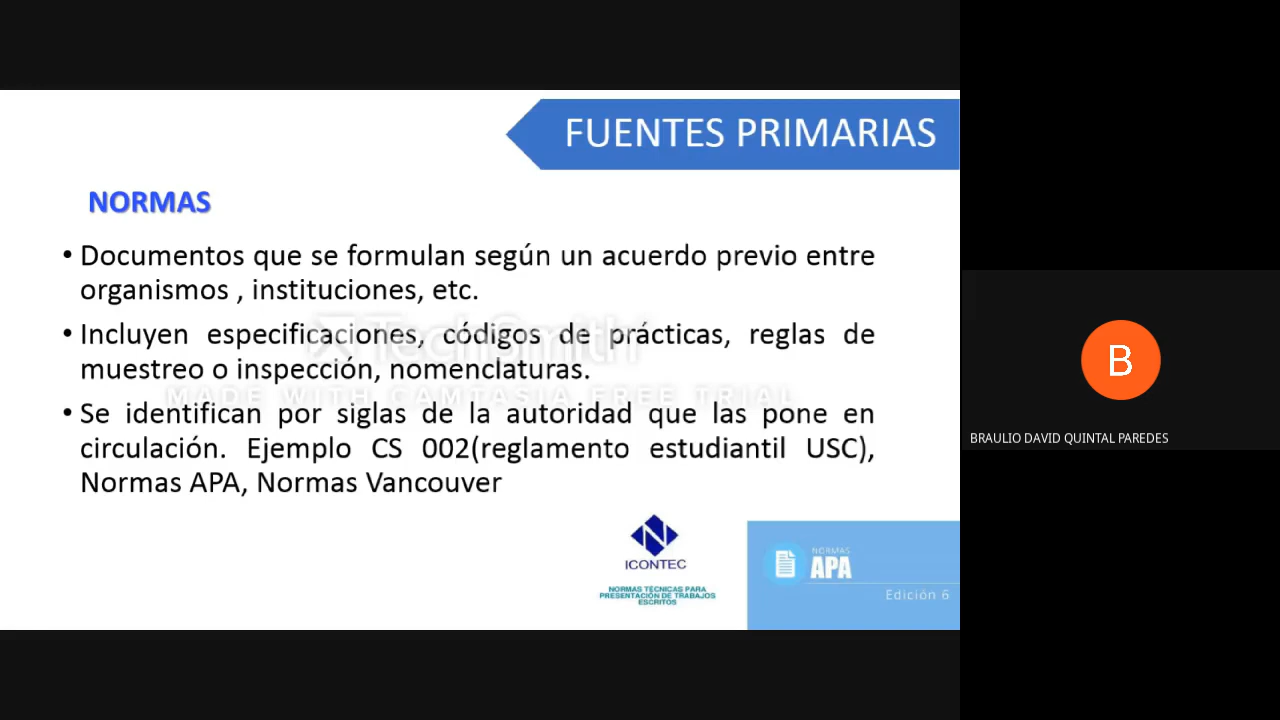 FUENTES PRIMARIAS
NORMAS
• Documentos que se formulan según un acuerdo previo entre
organismos , instituciones, etc.
• Incluyen especificaciones, códigos de prácticas, reglas de
muestreo o inspección, nomenclaturas.
• Se identifican por siglas de la autoridad que las pone en
circulación. Ejemplo CS 002(reglamento estudiantil USC),
Normas APA, Normas Vancouver
TechSmith
MADE WITH CAMTASIA FREE TRIAL
ICONTEC
NORMAS TÉCNICAS PARA
PRESENTACIÓN DE TRABAJOS
ESCRITOS
NORMAS
APA
Edición 6
B
BRAULIO DAVID QUINTAL PAREDES